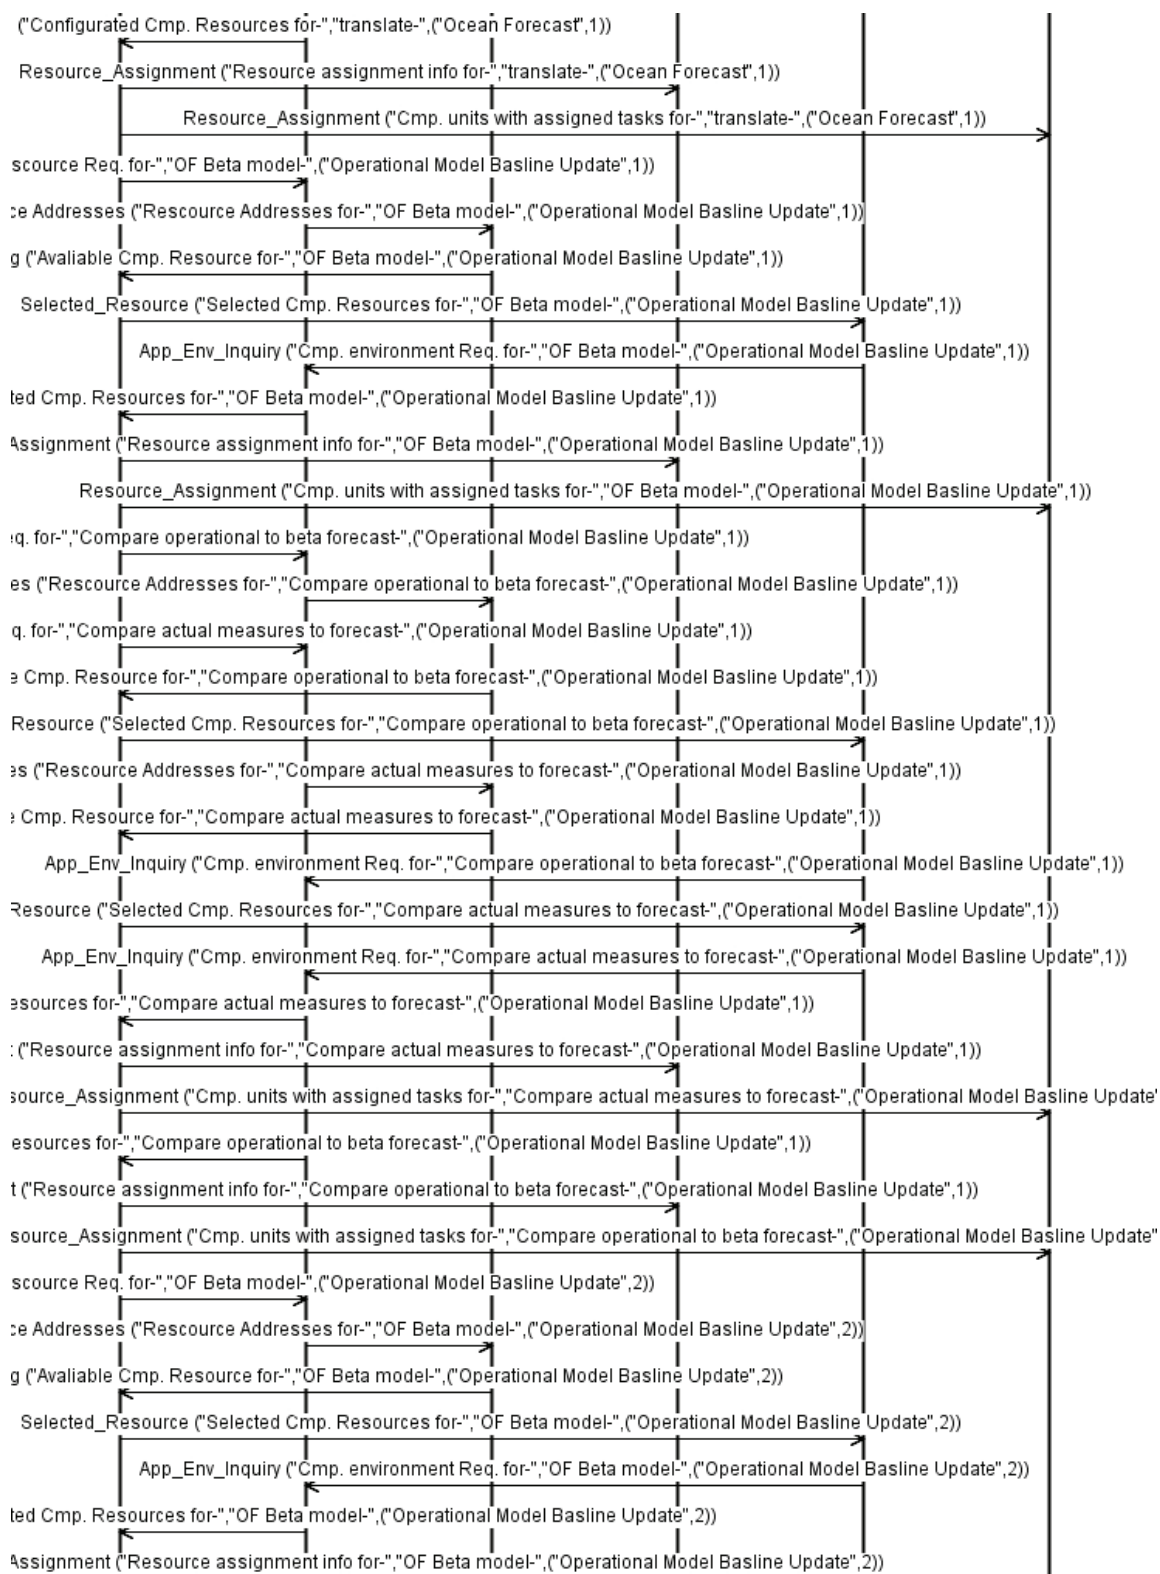 ("Configurated Cmp. Resources for-","translate-",("Ocean Forecast",1))
Resource_Assignment ("Resource assignment info for-","translate-",("Ocean Forecast",1))
Resource_Assignment ("Cmp. units with assigned tasks for-","translate-",("Ocean Forecast",1))
scource Req. for-","OF Beta model-",("Operational Model Basline Update",1))
ce Addresses ("Rescource Addresses for-","OF Beta model-",("Operational Model Basline Update",1))
g ("Avaliable Cmp. Resource for-","OF Beta model-",("Operational Model Basline Update",1))
Selected_Resource ("Selected Cmp. Resources for-","OF Beta model-",("Operational Model Basline Update",1))
App_Env_Inquiry ("Cmp. environment Req. for-","OF Beta model-",("Operational Model Basline Update",1))
ted Cmp. Resources for-","OF Beta model-",("Operational Model Basline Update",1))
Assignment ("Resource assignment info for-","OF Beta model-",("Operational Model Basline Update",1))
Resource_Assignment ("Cmp. units with assigned tasks for-","OF Beta model-",("Operational Model Basline Update",1))
eq. for-","Compare operational to beta forecast-",("Operational Model Basline Update",1))
es ("Rescource Addresses for-","Compare operational to beta forecast-",("Operational Model Basline Update",1))
q. for-","Compare actual measures to forecast-",("Operational Model Basline Update",1))
e Cmp. Resource for-","Compare operational to beta forecast-",("Operational Model Basline Update",1))
Resource ("Selected Cmp. Resources for-","Compare operational to beta forecast-",("Operational Model Basline Update",1))
es ("Rescource Addresses for-","Compare actual measures to forecast-",("Operational Model Basline Update",1))
e Cmp. Resource for-","Compare actual measures to forecast-",("Operational Model Basline Update",1))
App_Env_Inquiry ("Cmp. environment Req. for-","Compare operational to beta forecast-",("Operational Model Basline Update",1))
Resource ("Selected Cmp. Resources for-","Compare actual measures to forecast-",("Operational Model Basline Update",1))
App_Env_Inquiry ("Cmp. environment Req. for-","Compare actual measures to forecast-",("Operational Model Basline Update",1))
esources for-","Compare actual measures to forecast-",("Operational Model Basline Update",1))
t ("Resource assignment info for-","Compare actual measures to forecast-",("Operational Model Basline Update",1))
source_Assignment ("Cmp. units with assigned tasks for-","Compare actual measures to forecast-",("Operational Model Basline Update"
esources for-","Compare operational to beta forecast-",("Operational Model Basline Update",1))
t ("Resource assignment info for-","Compare operational to beta forecast-",("Operational Model Basline Update",1))
source_Assignment ("Cmp. units with assigned tasks for-","Compare operational to beta forecast-",("Operational Model Basline Update"
scource Req. for-","OF Beta model-",("Operational Model Basline Update",2))
ce Addresses ("Rescource Addresses for-","OF Beta model-",("Operational Model Basline Update",2))
g ("Avaliable Cmp. Resource for-","OF Beta model-",("Operational Model Basline Update",2))
Selected_Resource ("Selected Cmp. Resources for-","OF Beta model-",("Operational Model Basline Update",2))
App_Env_Inquiry ("Cmp. environment Req. for-","OF Beta model-",("Operational Model Basline Update",2))
ted Cmp. Resources for-","OF Beta model-",("Operational Model Basline Update",2))
Assignment ("Resource assignment info for-","OF Beta model-",("Operational Model Basline Update",2))